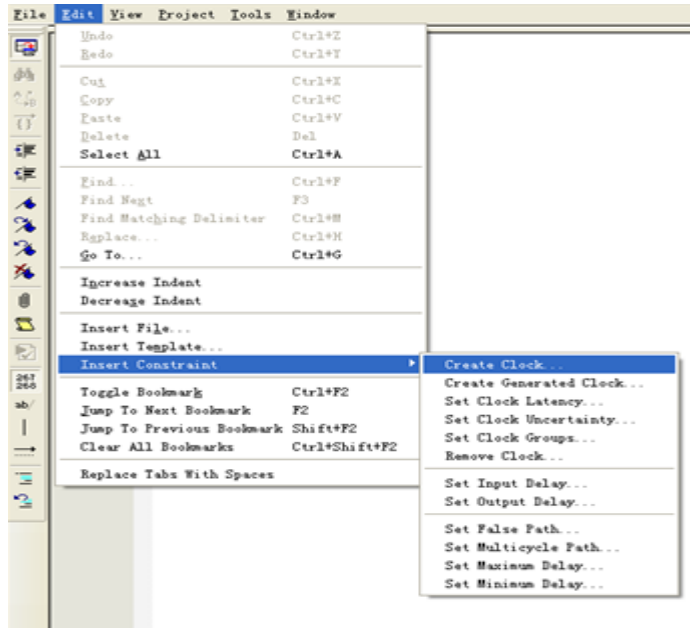 File Edit View Project Tools Window
Undo Ctrl+Z
Redo Ctrl+Y
Cut Ctrl+X
Copy Ctrl+C
Paste Ctrl+V
Delete Del
Select All Ctrl+A
Find... Ctrl+F
Find Next F3
Find Matching Delimiter Ctrl+M
Replace... Ctrl+H
Go To... Ctrl+G
Increase Indent
Decrease Indent
Insert File...
Insert Template...
Insert Constraint
Toggle Bookmark Ctrl+F2
Jump To Next Bookmark F2
Jump To Previous Bookmark Shift+F2
Clear All Bookmarks Ctrl+Shift+F2
Replace Tabs With Spaces
Create Clock...
Create Generated Clock...
Set Clock Latency...
Set Clock Uncertainty...
Set Clock Groups...
Remove Clock...
Set Input Delay...
Set Output Delay...
Set False Path...
Set Multicycle Path...
Set Maximum Delay...
Set Minimum Delay...
267
268
ab/